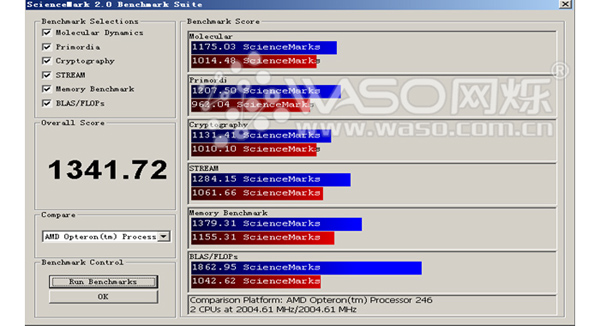 ScienceMark 2.0 Benchmark Suite
Benchmark Selections
Molecular Dynamics
Primordia
Cryptography
STREAM
Memory Benchmark
BLAS/FLOPs
Overall Score
1341.72
Compare
AMD Opteron(tm) Process
Benchmark Control
Run Benchmarks
OK
Benchmark Score
Molecular
1175.03 ScienceMarks
1014.48 ScienceMarks
Primordi
1207.50 ScienceMarks
962.04 ScienceMarks
Cryptography
1131.41 ScienceMarks
1010.10 ScienceMarks
STREAM
1284.15 ScienceMarks
1061.66 ScienceMarks
Memory Benchmark
1379.31 ScienceMarks
1155.31 ScienceMarks
BLAS/FLOPs
1862.95 ScienceMarks
1042.62 ScienceMarks
Comparison Platform: AMD Opteron(tm) Processor 246
2 CPUs at 2004.61 MHz/2004.61 MHz
WASO网烁®
www.waso.com.cn